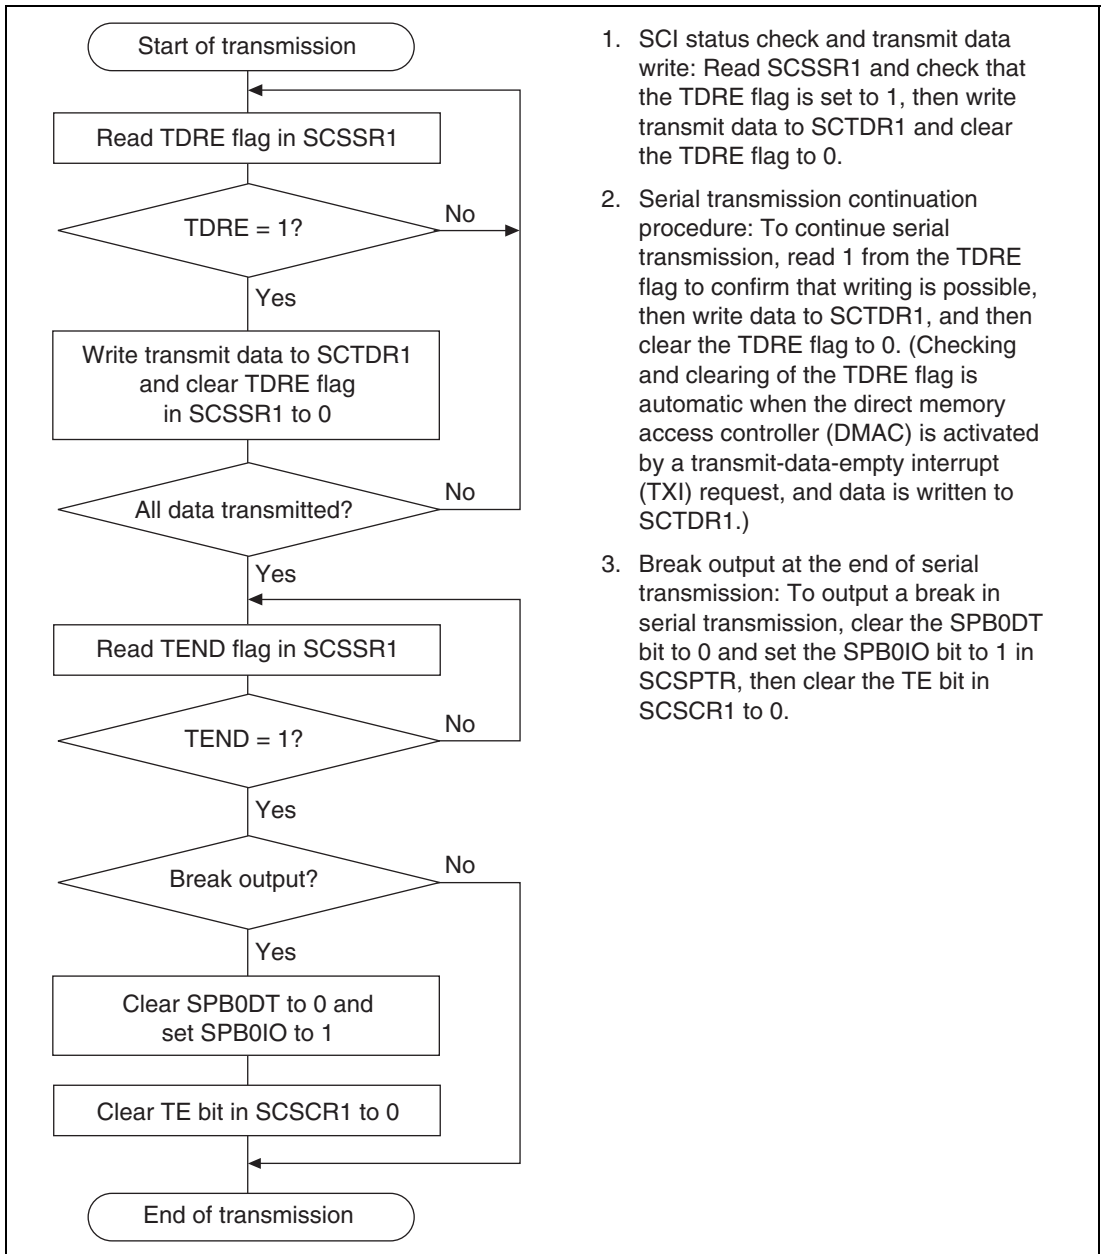 Start of transmission
Read TDRE flag in SCSSR1
TDRE = 1?
No
Yes
Write transmit data to SCTDR1
and clear TDRE flag
in SCSSR1 to 0
All data transmitted?
No
Yes
Read TEND flag in SCSSR1
TEND = 1?
No
Yes
Break output?
No
Yes
Clear SPB0DT to 0 and
set SPB0IO to 1
Clear TE bit in SCSCR1 to 0
End of transmission
1. SCI status check and transmit data
write: Read SCSSR1 and check that
the TDRE flag is set to 1, then write
transmit data to SCTDR1 and clear
the TDRE flag to 0.
2. Serial transmission continuation
procedure: To continue serial
transmission, read 1 from the TDRE
flag to confirm that writing is possible,
then write data to SCTDR1, and then
clear the TDRE flag to 0. (Checking
and clearing of the TDRE flag is
automatic when the direct memory
access controller (DMAC) is activated
by a transmit-data-empty interrupt
(TXI) request, and data is written to
SCTDR1.)
3. Break output at the end of serial
transmission: To output a break in
serial transmission, clear the SPB0DT
bit to 0 and set the SPB0IO bit to 1 in
SCSPTR, then clear the TE bit in
SCSCR1 to 0.